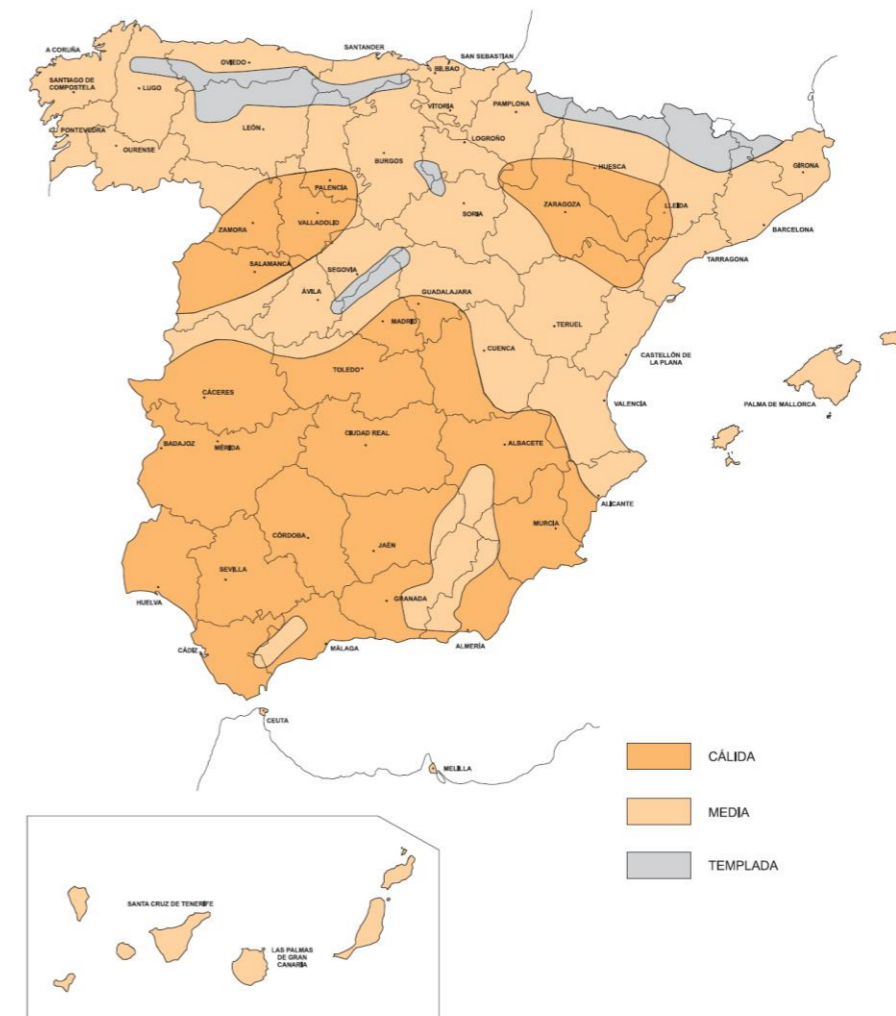 A CORUÑA
SANTANDER
SAN SEBASTIÁN
OVIEDO
BILBAO
SANTIAGO DE
COMPOSTELA
LUGO
VITORIA
PAMPLONA
PONTEVEDRA
LEÓN
LOGROÑO
OURENSE
BURGOS
HUESCA
GIRONA
PALENCIA
ZAMORA
VALLADOLID
SORIA
ZARAGOZA
LLEIDA
BARCELONA
SALAMANCA
SEGOVIA
TARRAGONA
ÁVILA
GUADALAJARA
MADRID
TERUEL
CUENCA
CASTELLÓN DE
LA PLANA
TOLEDO
CÁCERES
VALENCIA
PALMA DE MALLORCA
CIUDAD REAL
BADAJOZ
MÉRIDA
ALBACETE
ALICANTE
MURCIA
CÓRDOBA
JAÉN
SEVILLA
HUELVA
GRANADA
CÁDIZ
MÁLAGA
ALMERÍA
CEUTA
MELILLA
CÁLIDA
MEDIA
TEMPLADA
SANTA CRUZ DE TENERIFE
LAS PALMAS
DE GRAN
CANARIA